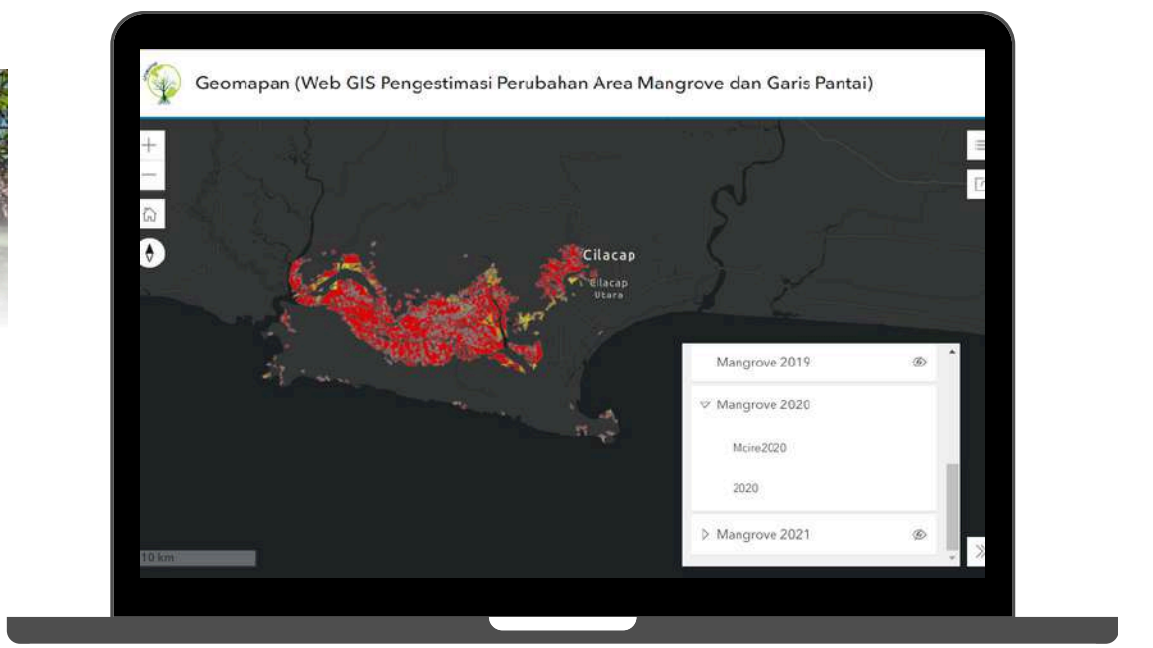 Geomapan (Web GIS Pengestimasi Perubahan Area Mangrove dan Garis Pantai)
Cilacap
Cilacap
Utara
Mangrove 2019
Mangrove 2020
Mcire2020
2020
Mangrove 2021
10 km